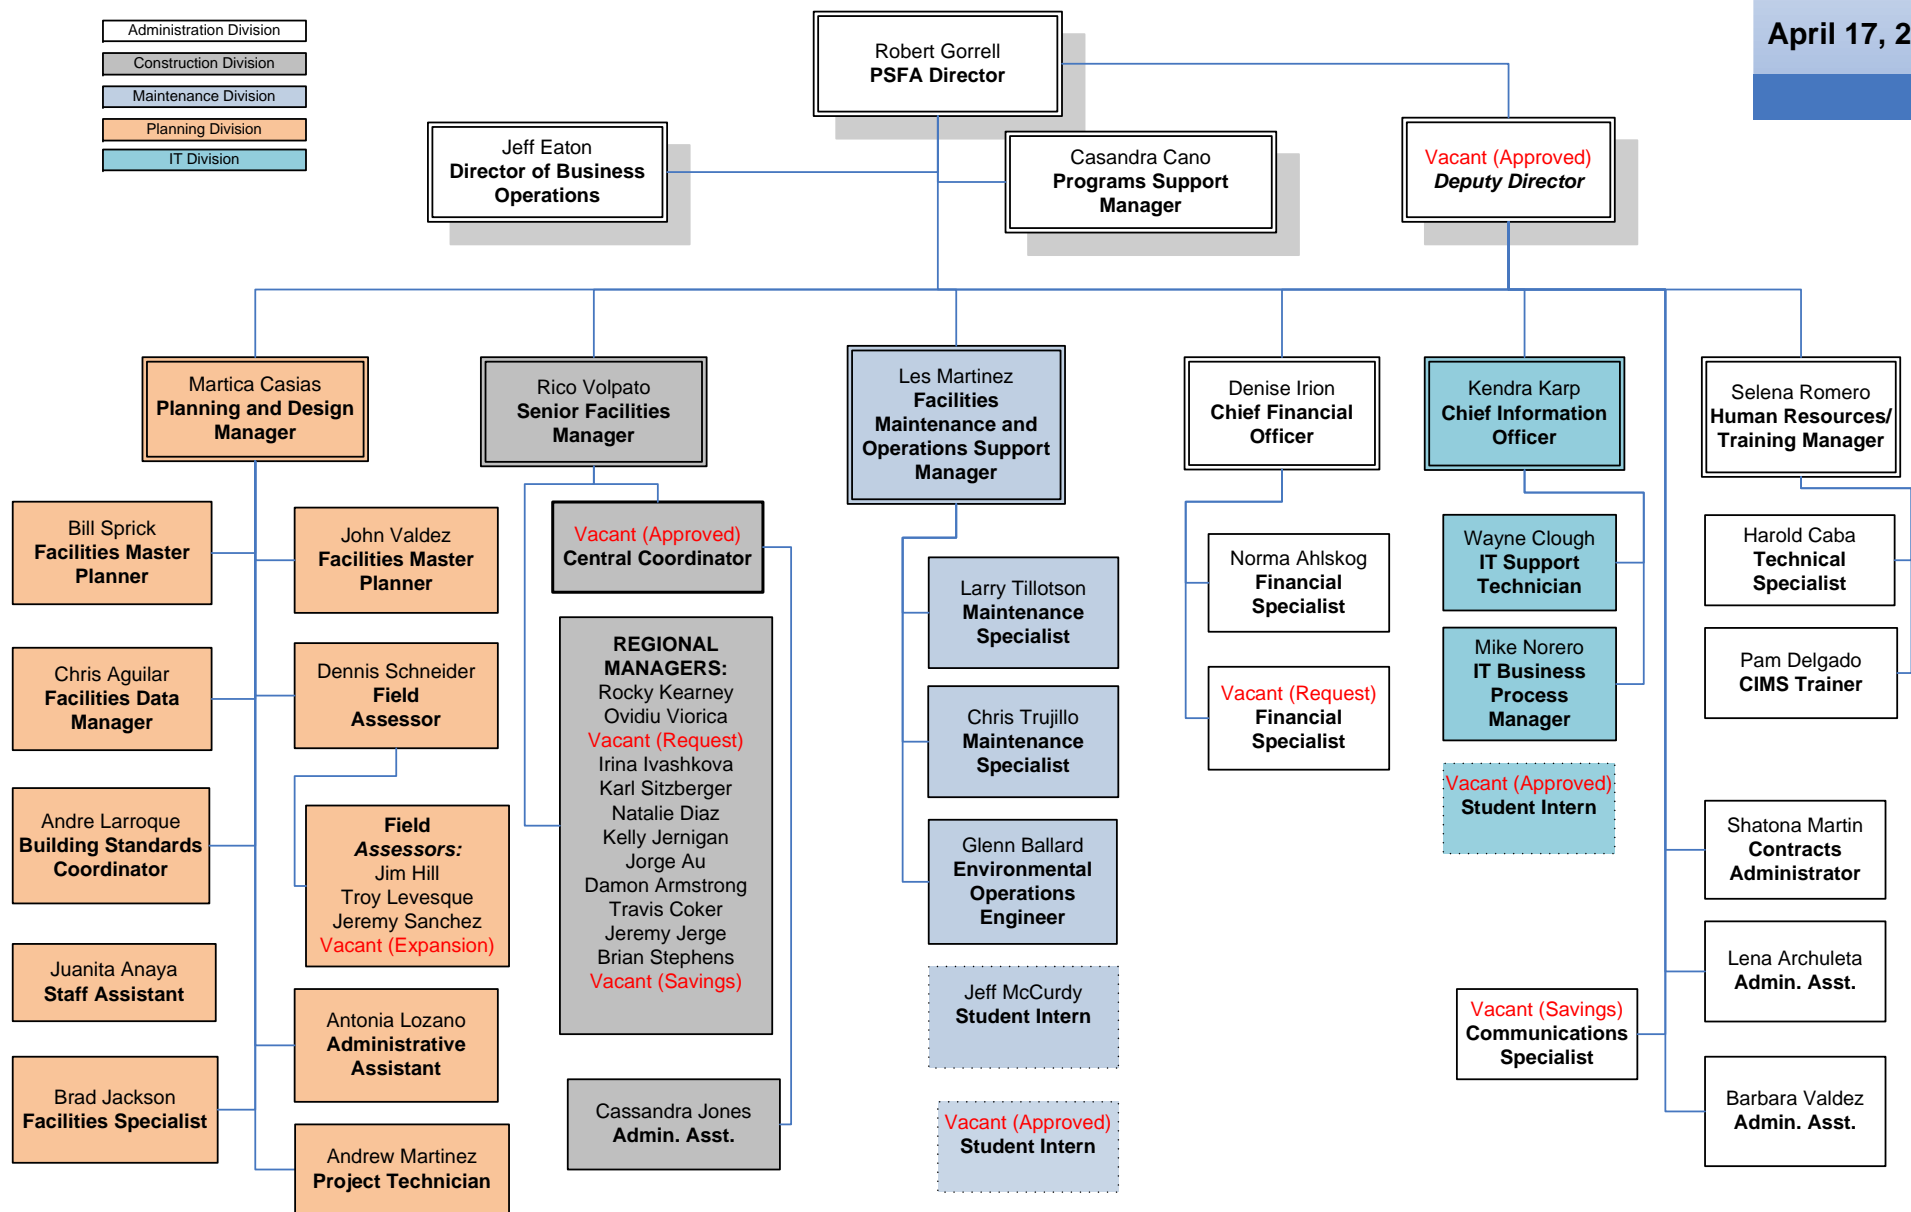 Administration Division
Construction Division
Maintenance Division
Planning Division
IT Division
April 17, 2
Robert Gorrell
PSFA Director
Jeff Eaton
Director of Business
Operations
Casandra Cano
Programs Support
Manager
Vacant (Approved)
Deputy Director
Martica Casias
Planning and Design
Manager
Rico Volpato
Senior Facilities
Manager
Les Martinez
Facilities
Maintenance and
Operations Support
Manager
Denise Irion
Chief Financial
Officer
Kendra Karp
Chief Information
Officer
Selena Romero
Human Resources/
Training Manager
Bill Sprick
Facilities Master
Planner
John Valdez
Facilities Master
Planner
Chris Aguilar
Facilities Data
Manager
Dennis Schneider
Field
Assessor
Andre Larroque
Building Standards
Coordinator
Field
Assessors:
Jim Hill
Troy Levesque
Jeremy Sanchez
Vacant (Expansion)
Juanita Anaya
Staff Assistant
Antonia Lozano
Administrative
Assistant
Brad Jackson
Facilities Specialist
Andrew Martinez
Project Technician
Vacant (Approved)
Central Coordinator
REGIONAL
MANAGERS:
Rocky Kearney
Ovidiu Viorica
Vacant (Request)
Irina Ivashkova
Karl Sitzberger
Natalie Diaz
Kelly Jernigan
Jorge Au
Damon Armstrong
Travis Coker
Jeremy Jerge
Brian Stephens
Vacant (Savings)
Cassandra Jones
Admin. Asst.
Larry Tillotson
Maintenance
Specialist
Chris Trujillo
Maintenance
Specialist
Glenn Ballard
Environmental
Operations
Engineer
Jeff McCurdy
Student Intern
Vacant (Approved)
Student Intern
Norma Ahlskog
Financial
Specialist
Vacant (Request)
Financial
Specialist
Wayne Clough
IT Support
Technician
Mike Norero
IT Business
Process
Manager
Vacant (Approved)
Student Intern
Harold Caba
Technical
Specialist
Pam Delgado
CIMS Trainer
Shatona Martin
Contracts
Administrator
Lena Archuleta
Admin. Asst.
Vacant (Savings)
Communications
Specialist
Barbara Valdez
Admin. Asst.